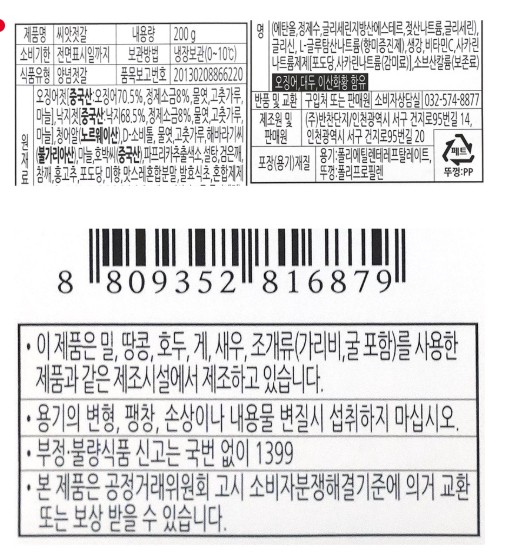 제품명 씨앗젓갈 내용량 200 g
소비기한 전면표시일까지 보관방법 냉장보관(0~10℃)
식품유형 양념젓갈 품목보고번호 20130208866220
원재료
오징어젓[중국산:오징어70.5%, 정제소금8%,물엿,고춧가루,
마늘],낙지젓[중국산:낙지68.5%, 정제소금8%,물엿,고춧가루,
마늘],청어알(노르웨이산),D-소비톨, 물엿,고춧가루,해바라기씨
(불가리아산),마늘,호박씨(중국산),파프리카추출색소, 설탕,검은깨,
참깨,홍고추,포도당,미향,맛스레혼합분말,발효식초,혼합제제
명
(에탄올,정제수,글리세린지방산에스테르,젖산나트륨,글리세린),
글리신, L-글루탐산나트륨(향미증진제),생강,비타민C,사카린
나트륨제제[포도당,사카린나트륨(감미료)],소브산칼륨(보존료)
오징어,대두,이산화황 함유
반품 및 교환 구입처 또는 판매원 소비자상담실 032-574-8877
제조원 및 판매원 (주)반찬단지/인천광역시 서구 건지로95번길 14,
인천광역시 서구 건지로95번길 20
포장(용기)재질 용기:폴리에틸렌테레프탈레이트,
뚜껑:폴리프로필렌
페트
뚜껑:PP
8 809352 816879
• 이 제품은 밀, 땅콩, 호두, 게, 새우, 조개류(가리비,굴 포함)를 사용한
제품과 같은 제조시설에서 제조하고 있습니다.
• 용기의 변형, 팽창, 손상이나 내용물 변질시 섭취하지 마십시오.
• 부정·불량식품 신고는 국번 없이 1399
• 본 제품은 공정거래위원회 고시 소비자분쟁해결기준에 의거 교환
또는 보상 받을 수 있습니다.